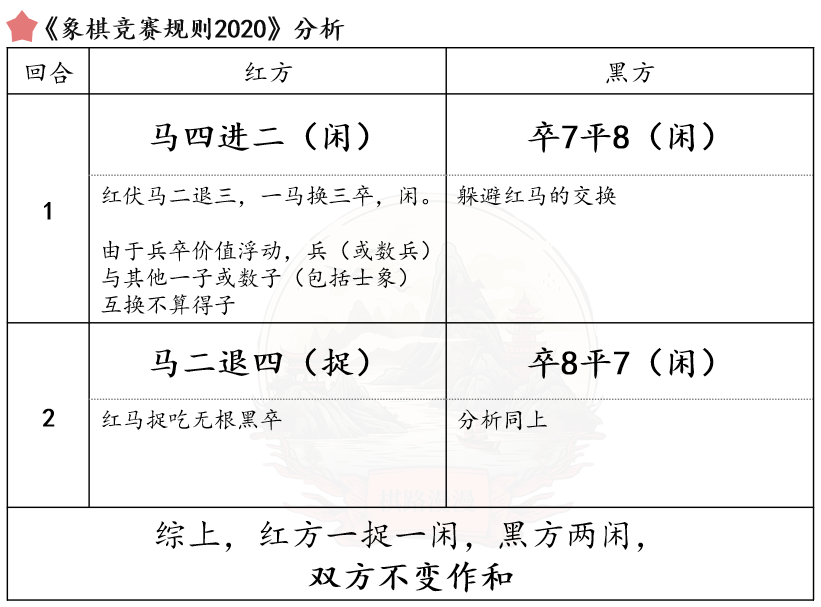 《象棋竞赛规则2020》分析
回合 红方 黑方
马四进二（闲） 卒7平8（闲）
1
红伏马二退三，一马换三卒，闲。 躲避红马的交换
由于兵卒价值浮动，兵（或数兵）
与其他一子或数子（包括士象）
互换不算得子
马二退四（捉） 卒8平7（闲）
2
红马捉吃无根黑卒 分析同上
棋路漫漫
综上，红方一捉一闲，黑方两闲，
双方不变作和